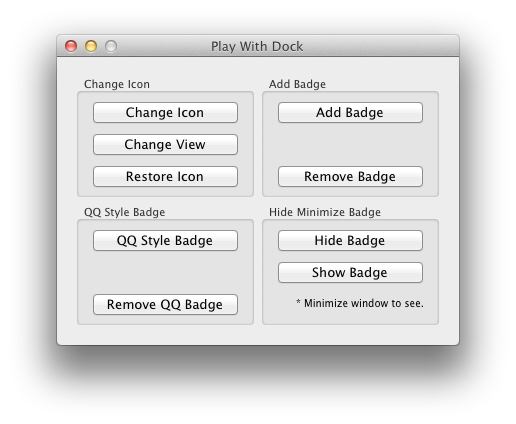 Play With Dock
Change Icon
Change Icon
Change View
Restore Icon
Add Badge
Add Badge
Remove Badge
QQ Style Badge
QQ Style Badge
Remove QQ Badge
Hide Minimize Badge
Hide Badge
Show Badge
* Minimize window to see.